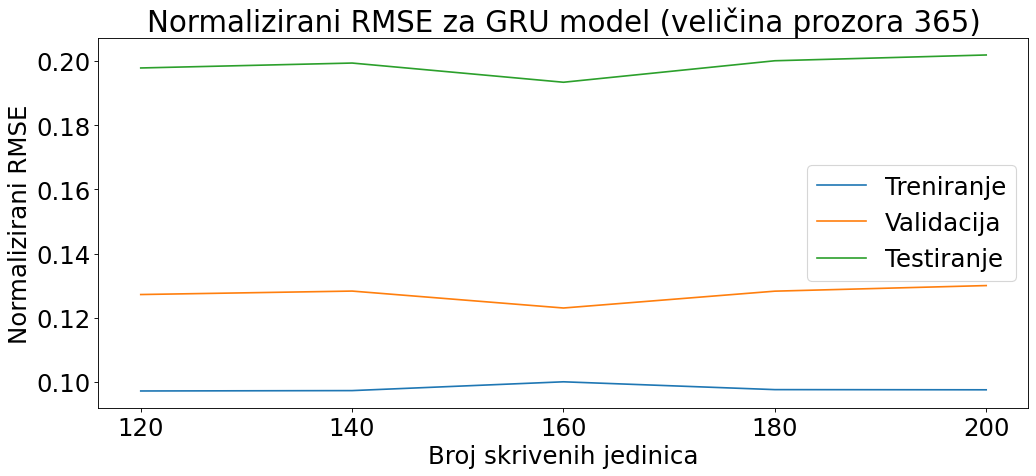 Normalizirani RMSE za GRU model (veličina prozora 365)
Normalizirani RMSE
0.20
0.18
0.16
0.14
0.12
0.10
Treniranje
Validacija
Testiranje
120 140 160 180 200
Broj skrivenih jedinica